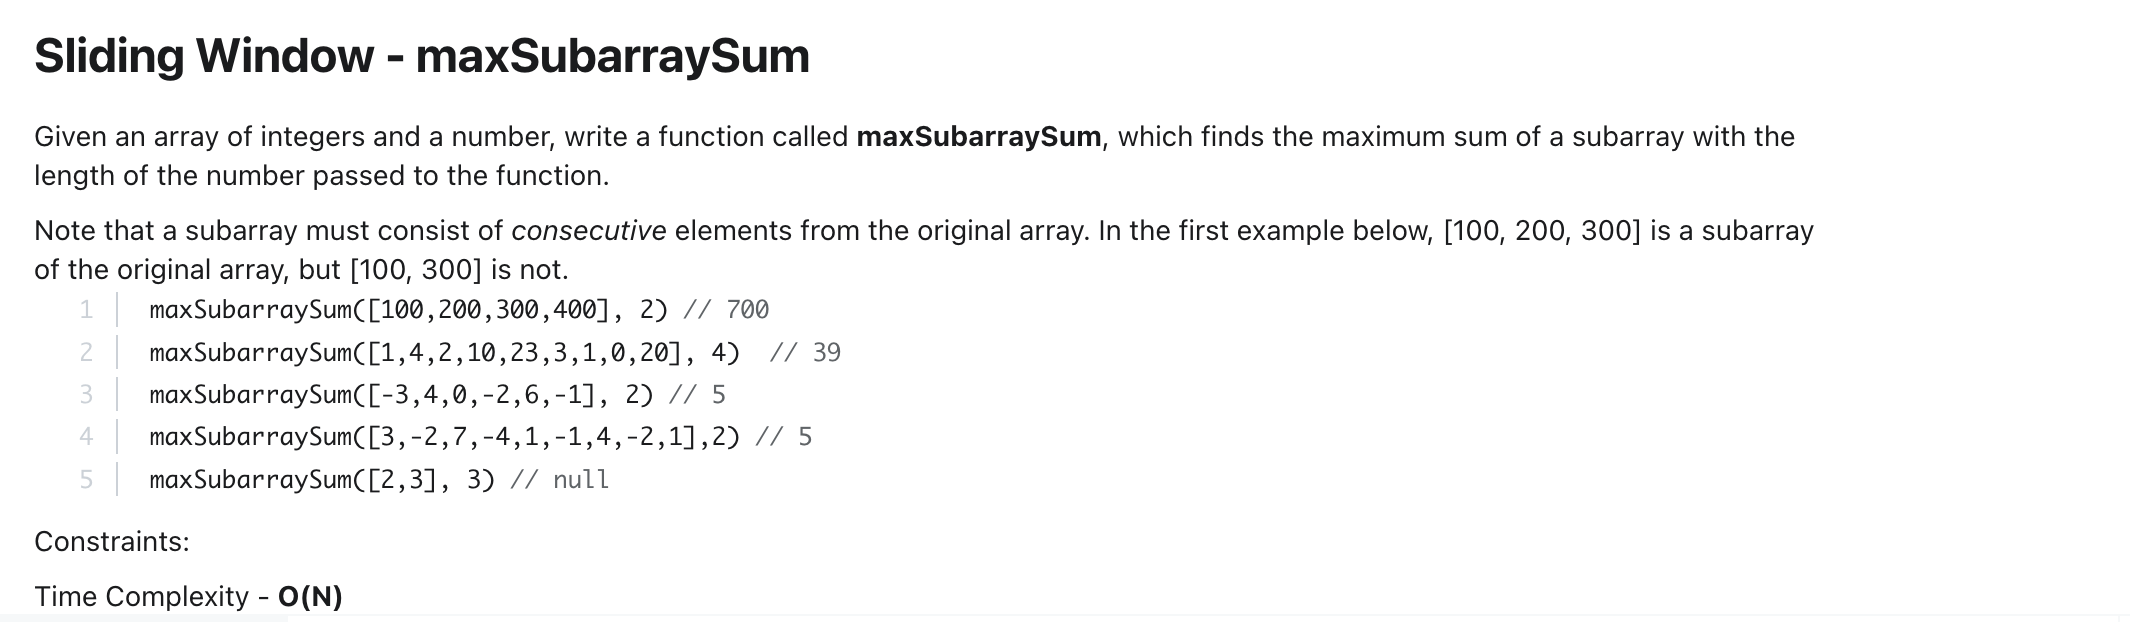 Sliding Window - maxSubarraySum
Given an array of integers and a number, write a function called maxSubarraySum, which finds the maximum sum of a subarray with the
length of the number passed to the function.
Note that a subarray must consist of consecutive elements from the original array. In the first example below, [100, 200, 300] is a subarray
of the original array, but [100, 300] is not.
1 maxSubarraySum([100,200,300,400], 2) // 700
2 maxSubarraySum([1,4,2,10,23,3,1,0,20], 4)  // 39
3 maxSubarraySum([-3,4,0,-2,6,-1], 2) // 5
4 maxSubarraySum([3,-2,7,-4,1,-1,4,-2,1],2) // 5
5 maxSubarraySum([2,3], 3) // null
Constraints:
Time Complexity - O(N)